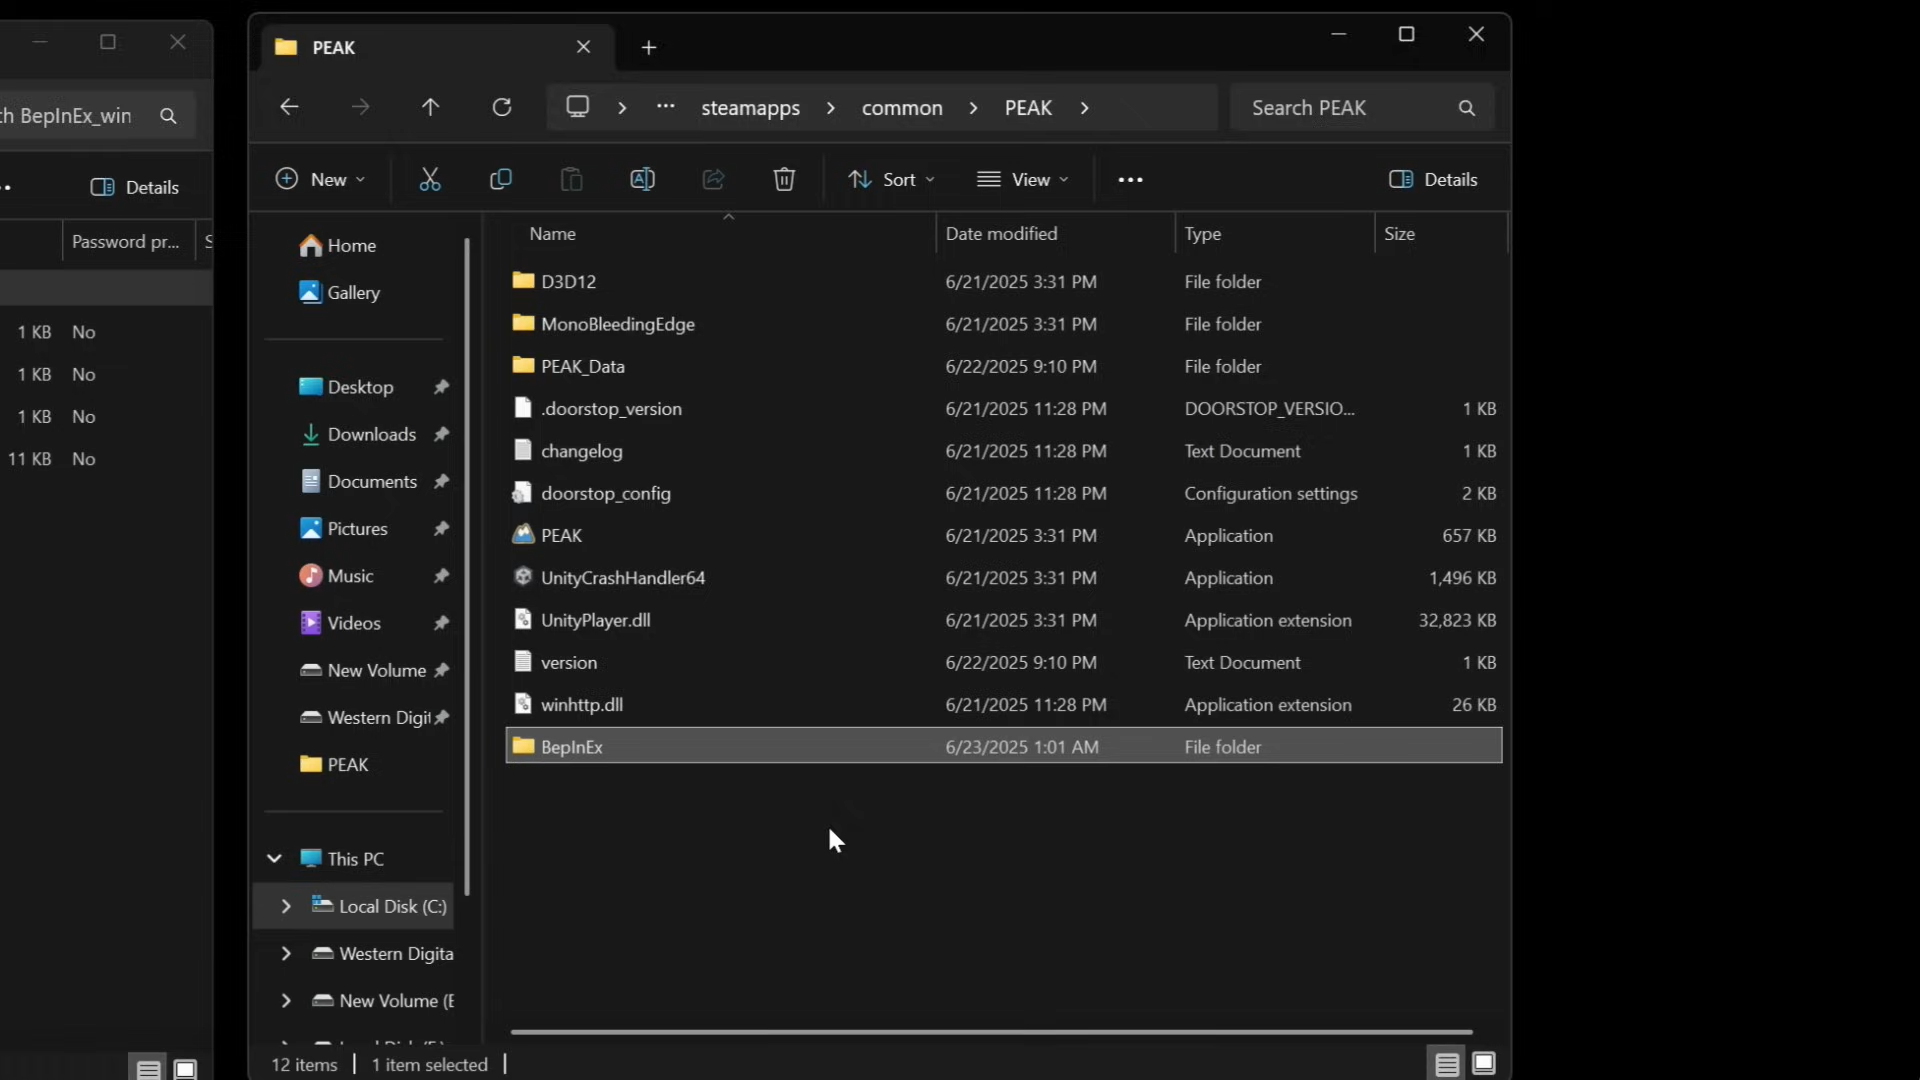 th BepInEx_win
Details
Password pr...
1 KB No
1 KB No
1 KB No
11 KB No
PEAK
steamapps
common
PEAK
Search PEAK
New
Sort
View
Details
Home
Gallery
Desktop
Downloads
Documents
Pictures
Music
Videos
New Volume
Western Digit
PEAK
This PC
Local Disk (C:)
Western Digita
New Volume (E
Name Date modified Type Size
D3D12 6/21/2025 3:31 PM File folder
MonoBleedingEdge 6/21/2025 3:31 PM File folder
PEAK_Data 6/22/2025 9:10 PM File folder
.doorstop_version 6/21/2025 11:28 PM DOORSTOP_VERSIO... 1 KB
changelog 6/21/2025 11:28 PM Text Document 1 KB
doorstop_config 6/21/2025 11:28 PM Configuration settings 2 KB
PEAK 6/21/2025 3:31 PM Application 657 KB
UnityCrashHandler64 6/21/2025 3:31 PM Application 1,496 KB
UnityPlayer.dll 6/21/2025 3:31 PM Application extension 32,823 KB
version 6/22/2025 9:10 PM Text Document 1 KB
winhttp.dll 6/21/2025 11:28 PM Application extension 26 KB
BepInEx 6/23/2025 1:01 AM File folder
12 items 1 item selected